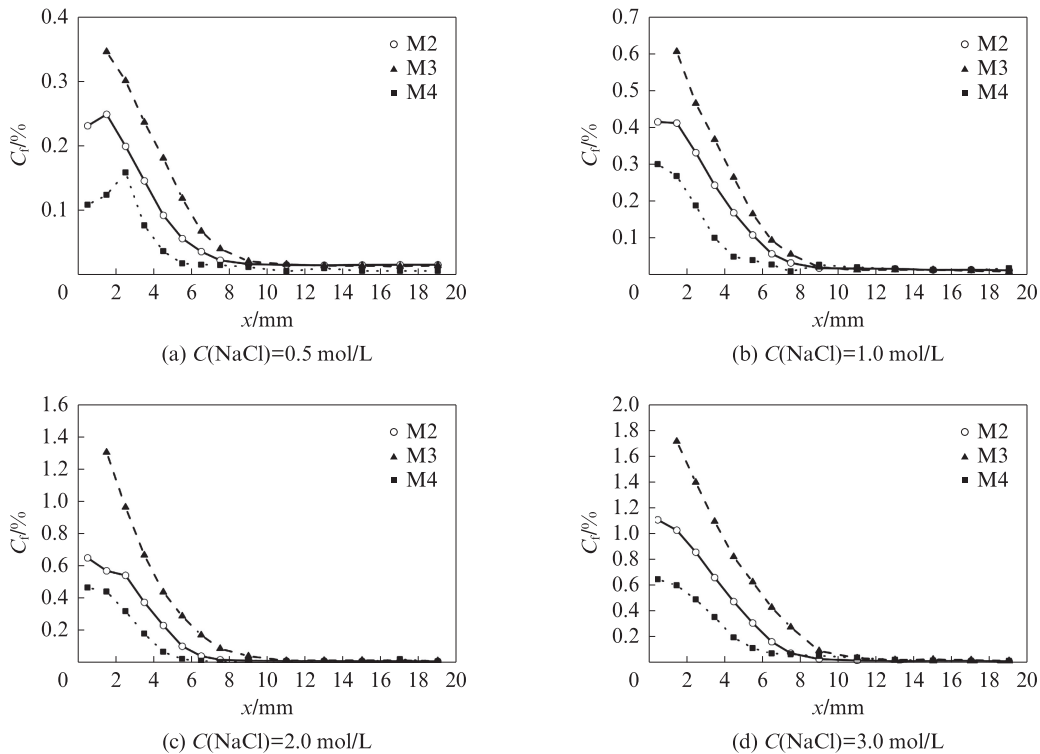 0.4
0.3
0.2
0.1
C_f/%
M2
M3
M4
0 2 4 6 8 10 12 14 16 18 20
x/mm
(a) C(NaCl)=0.5 mol/L
0.7
0.6
0.5
0.4
0.3
0.2
0.1
C_f/%
M2
M3
M4
0 2 4 6 8 10 12 14 16 18 20
x/mm
(b) C(NaCl)=1.0 mol/L
1.6
1.4
1.2
1.0
0.8
0.6
0.4
0.2
C_f/%
M2
M3
M4
0 2 4 6 8 10 12 14 16 18 20
x/mm
(c) C(NaCl)=2.0 mol/L
2.0
1.8
1.6
1.4
1.2
1.0
0.8
0.6
0.4
0.2
C_f/%
M2
M3
M4
0 2 4 6 8 10 12 14 16 18 20
x/mm
(d) C(NaCl)=3.0 mol/L